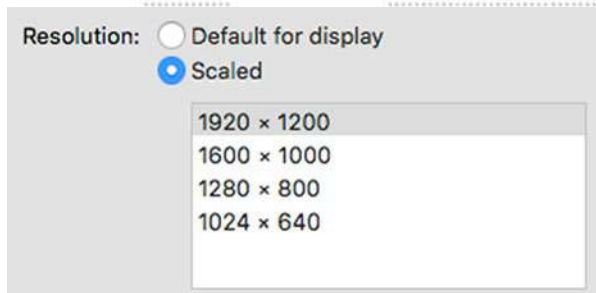 Resolution: Default for display
Scaled
1920 × 1200
1600 × 1000
1280 × 800
1024 × 640